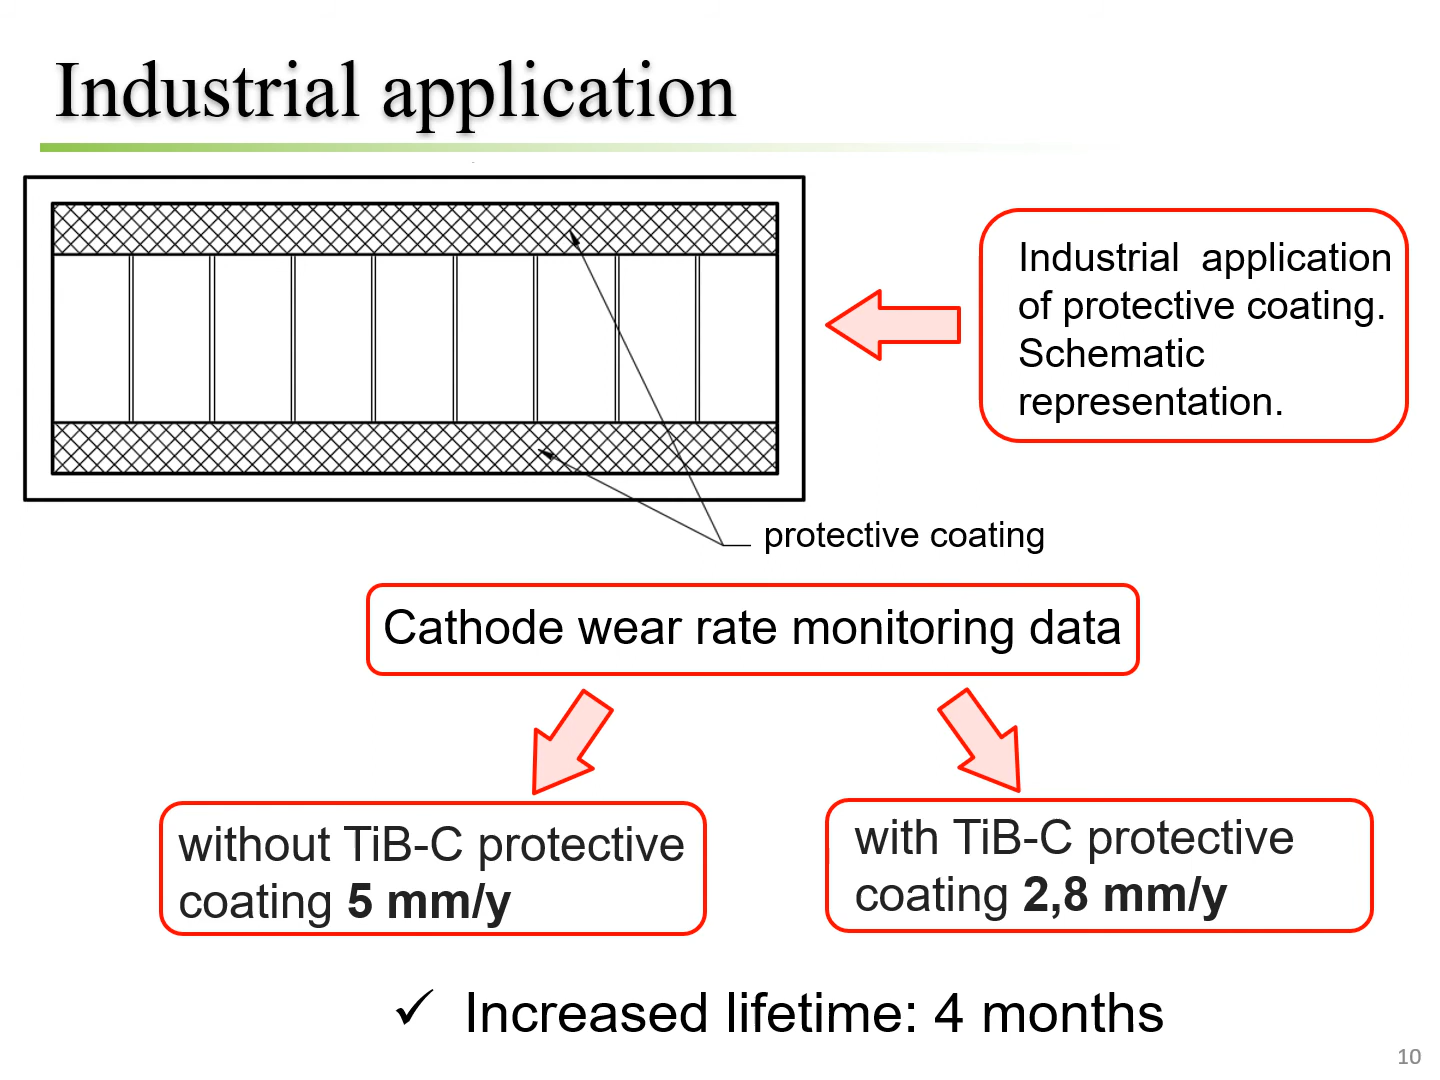 Industrial application
Industrial application
of protective coating.
Schematic
representation.
protective coating
Cathode wear rate monitoring data
without TiB-C protective
coating 5 mm/y
with TiB-C protective
coating 2,8 mm/y
✓ Increased lifetime: 4 months
10